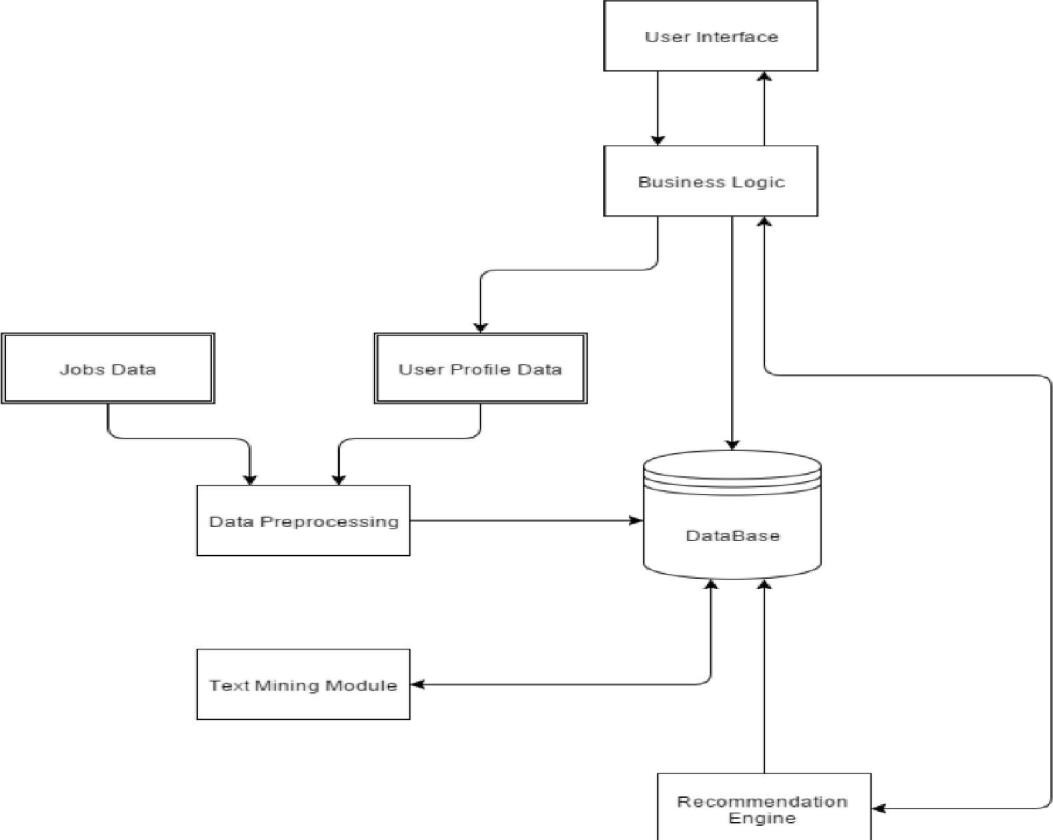 User Interface
Business Logic
Jobs Data
User Profile Data
Data Preprocessing
DataBase
Text Mining Module
Recommendation
Engine